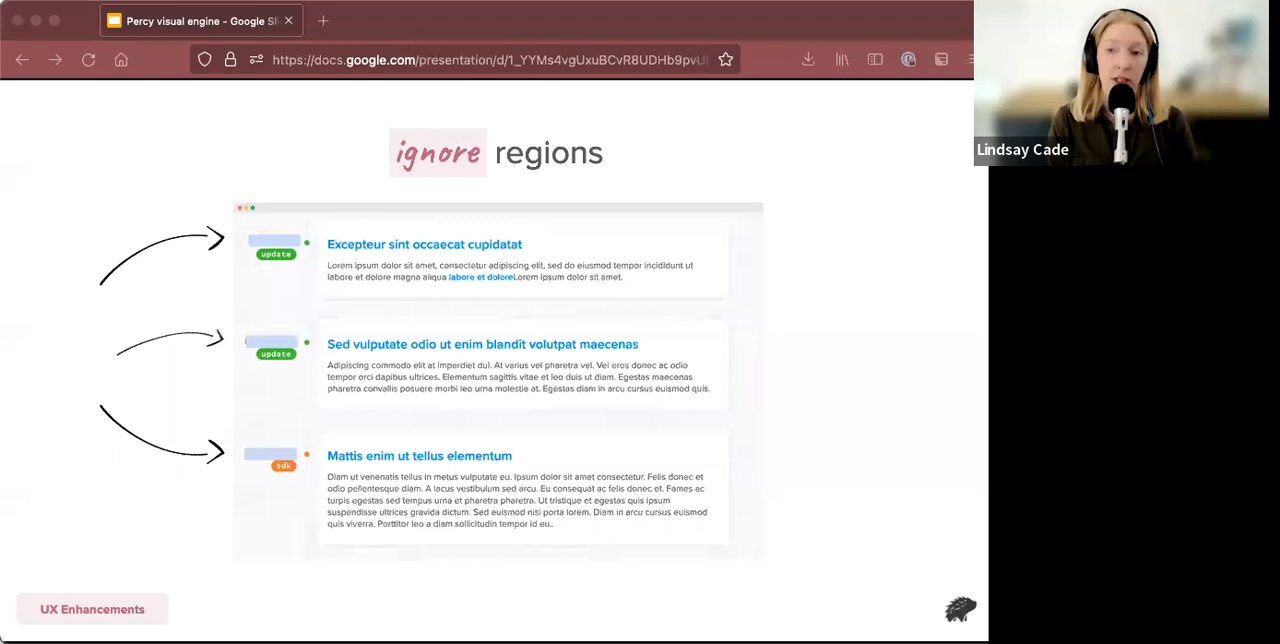 Percy visual engine - Google Sl
https://docs.google.com/presentation/d/1_YYMs4vgUxuBCvR8UDHb9pvU
Lindsay Cade
ignore regions
update
Excepteur sint occaecat cupidatat
Lorem ipsum dolor sit amet, consectetur adipiscing elit, sed do eiusmod tempor incididunt ut
labore et dolore magna aliqua labore et doloreLorem ipsum dolor sit amet.
update
Sed vulputate odio ut enim blandit volutpat maecenas
Adipiscing commodo elit at imperdiet dui. At varius vel pharetra vel. Vel eros donec ac odio
tempor orci dapibus ultrices. Elementum sagittis vitae et leo duis ut diam. Egestas maecenas
pharetra convallis posuere morbi leo urna molestie at. Egestas diam in arcu cursus euismod quis.
sdk
Mattis enim ut tellus elementum
Diam ut venenatis tellus in metus vulputate eu. Ipsum dolor sit amet consectetur. Felis donec et
odio pellentesque diam. A lacus vestibulum sed arcu. Eu consequat ac felis donec et. Fames ac
turpis egestas sed tempus urna et pharetra pharetra. Ut tristique et egestas quis ipsum
suspendisse ultrices gravida dictum. Sed euismod nisi porta lorem. Diam in arcu cursus euismod
quis viverra. Porttitor leo a diam sollicitudin tempor id eu..
UX Enhancements